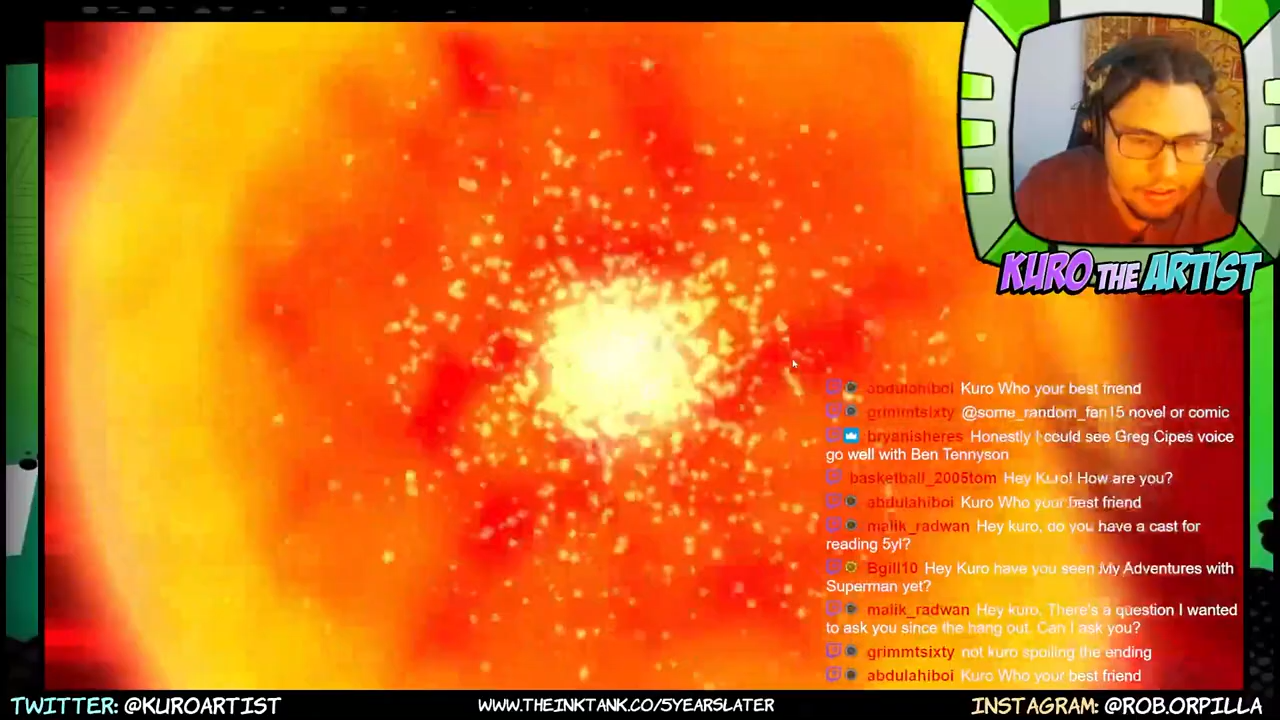 KURO THE ARTIST
abdulahiboi Kuro Who your best friend
grimmtsixty @some_random_fan15 novel or comic
bryanisheres Honestly I could see Greg Cipes voice
go well with Ben Tennyson
basketball_2005tom Hey Kuro! How are you?
abdulahiboi Kuro Who your best friend
malik_radwan Hey kuro, do you have a cast for
reading 5yl?
Bgill10 Hey Kuro have you seen My Adventures with
Superman yet?
malik_radwan Hey kuro. There's a question I wanted
to ask you since the hang out. Can I ask you?
grimmtsixty not kuro spoiling the ending
abdulahiboi Kuro Who your best friend
TWITTER: @KUROARTIST
WWW.THEINKTANK.CO/5YEARSLATER
INSTAGRAM: @ROB.ORPILLA